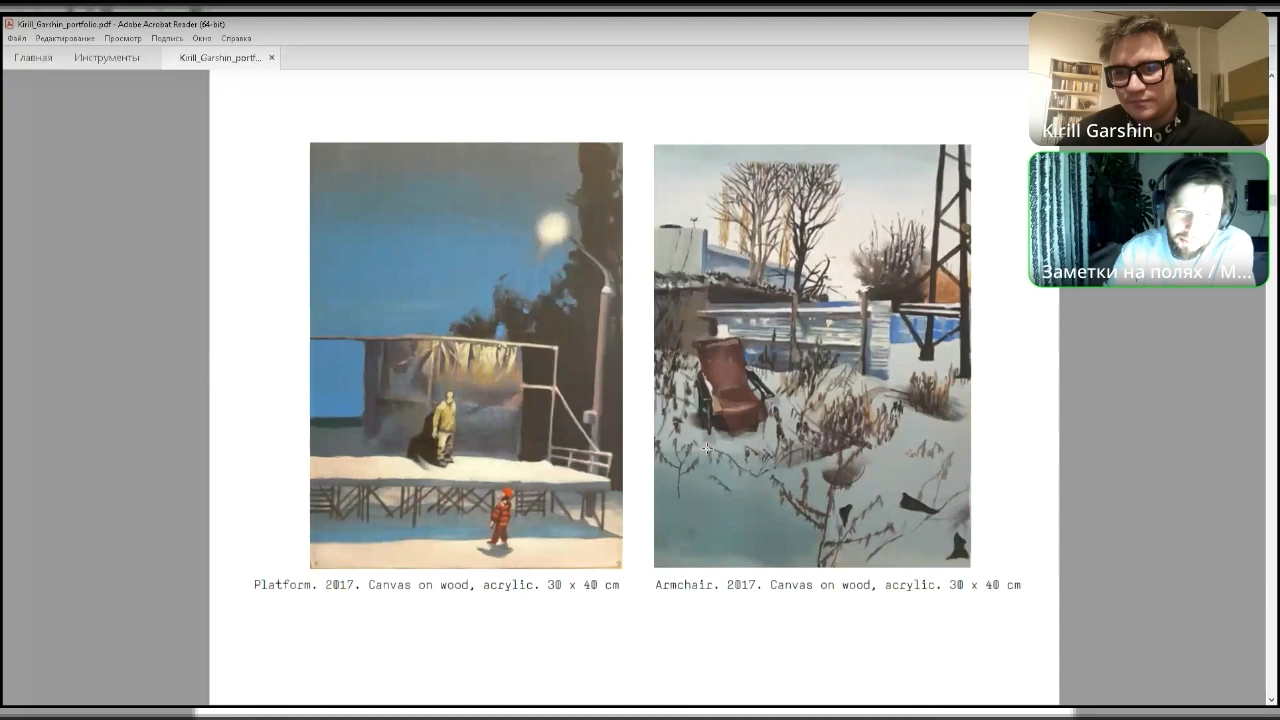 Kirill_Garshin_portfolio.pdf - Adobe Acrobat Reader (64-bit)
Файл Редактирование Просмотр Подпись Окно Справка
Главная Инструменты Kirill_Garshin_portf... ×
Kirill Garshin
Заметки на полях / М...
Platform. 2017. Canvas on wood, acrylic. 30 x 40 cm
Armchair. 2017. Canvas on wood, acrylic. 30 x 40 cm